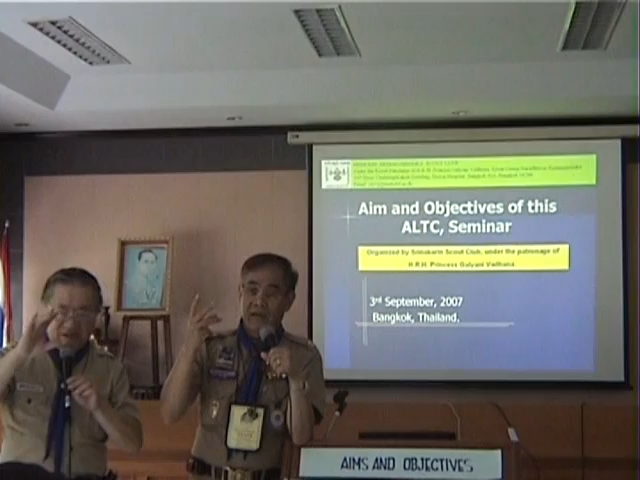 Aim and Objectives of this
ALTC, Seminar
Organized by Srinakarin Scout Club, under the patronage of
H.R.H. Princess Galyani Vadhana
3rd September, 2007
Bangkok, Thailand.
AIMS AND OBJECTIVES